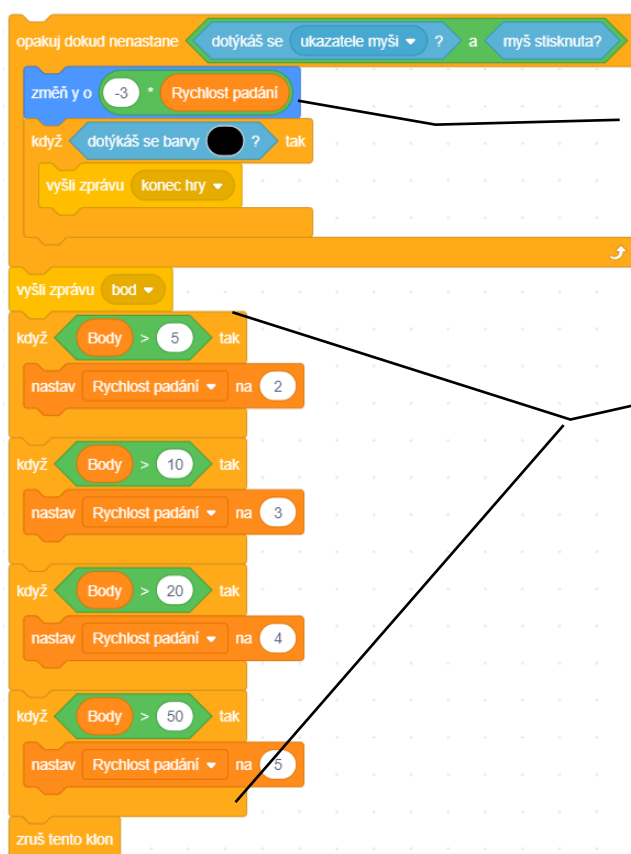 opakuj dokud nenastane dotýkáš se ukazatele myši ? a myš stisknuta?
změň y o -3 * Rychlost padání
když dotýkáš se barvy ? tak
vyšli zprávu konec hry
vyšli zprávu bod
když Body > 5 tak
nastav Rychlost padání na 2
když Body > 10 tak
nastav Rychlost padání na 3
když Body > 20 tak
nastav Rychlost padání na 4
když Body > 50 tak
nastav Rychlost padání na 5
zruš tento klon